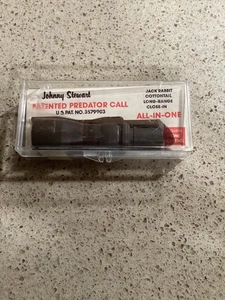 Johnny Stewart
PATENTED PREDATOR CALL
U.S. PAT. NO. 3579903
JACK RABBIT
COTTONTAIL
LONG-RANGE
CLOSE-IN
ALL-IN-ONE